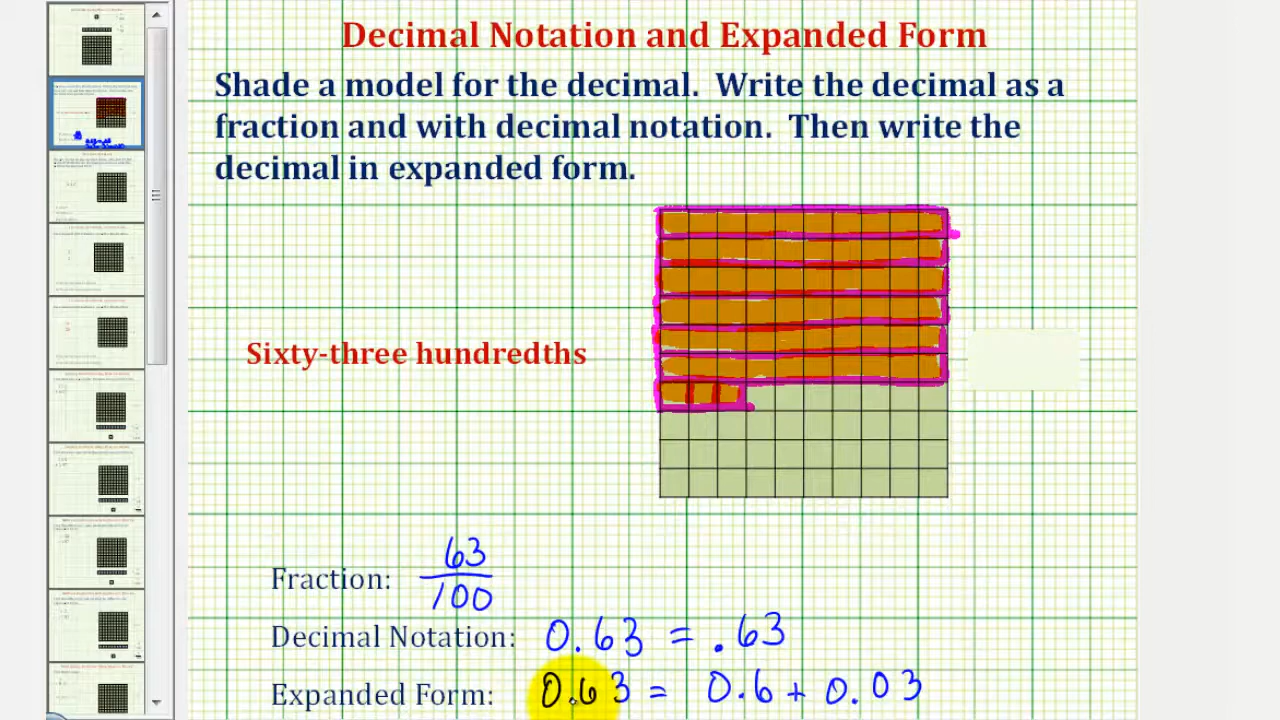 Decimal Notation and Expanded Form
Shade a model for the decimal. Write the decimal as a
fraction and with decimal notation. Then write the
decimal in expanded form.
Sixty-three hundredths
Fraction: 63/100
Decimal Notation: 0.63 = .63
Expanded Form: 0.63 = 0.6 + 0.03